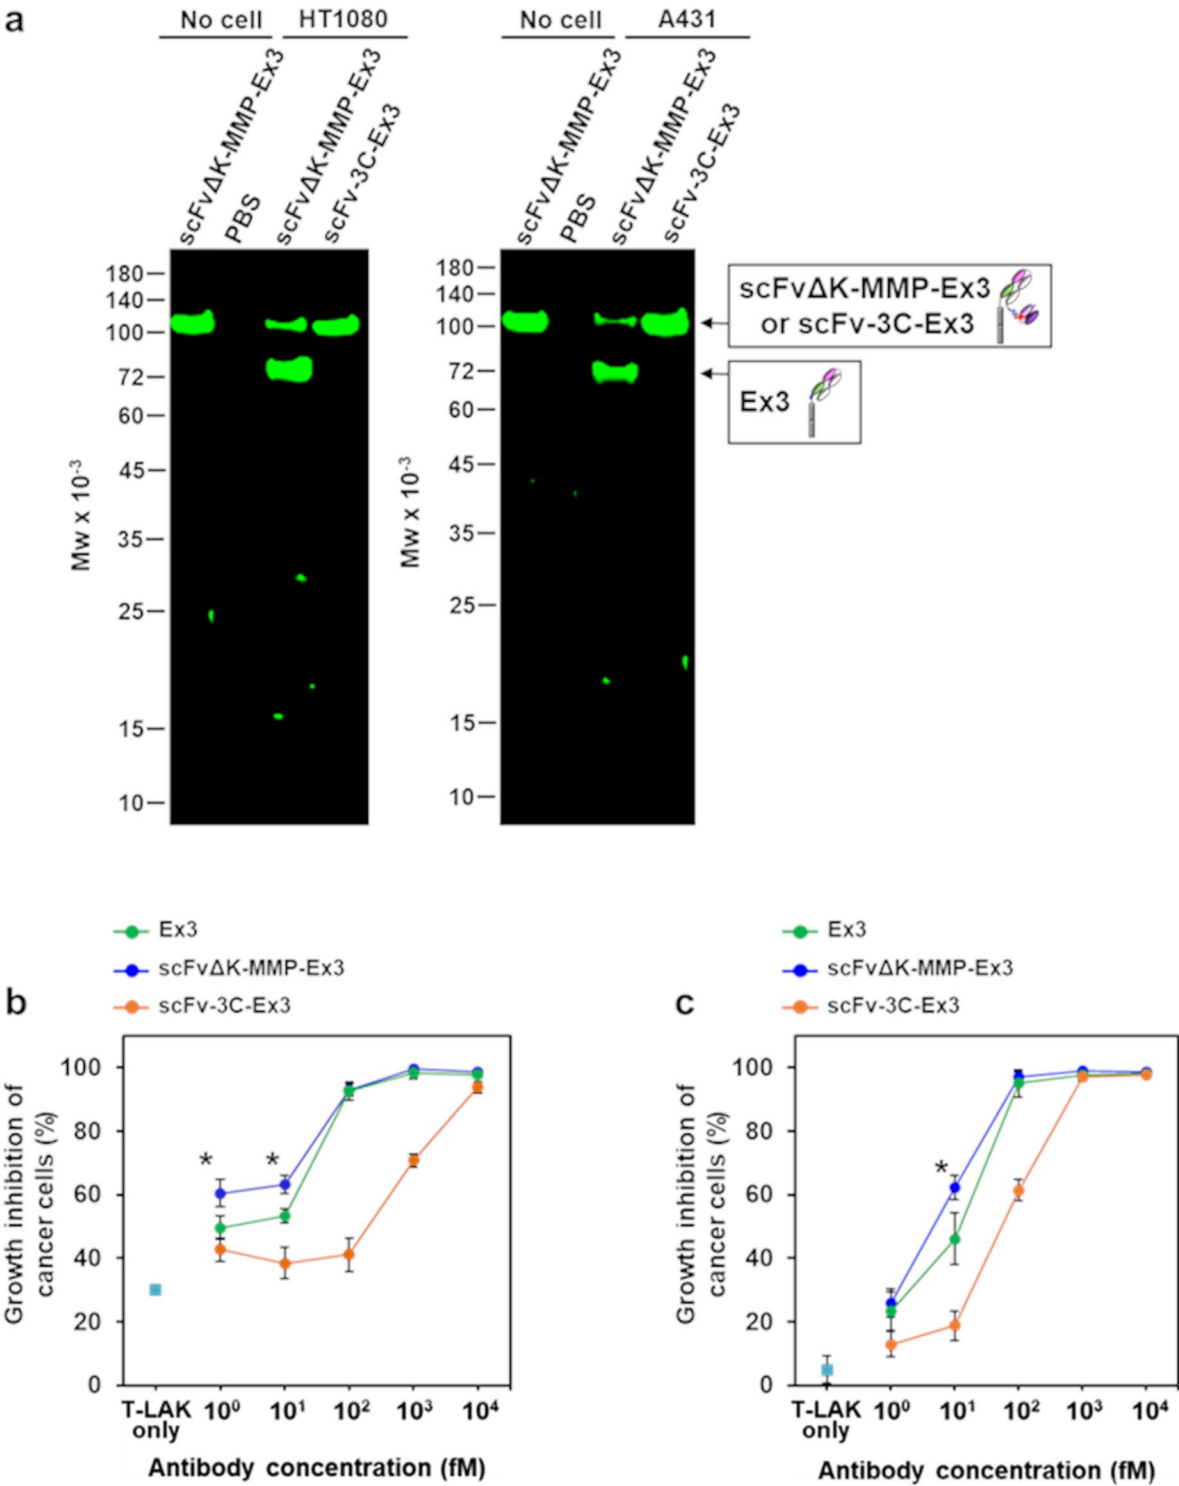 a
No cell HT1080
scFvΔK-MMP-Ex3
PBS
scFvΔK-MMP-Ex3
scFv-3C-Ex3
180
140
100
72
60
45
35
25
15
10
Mw x 10⁻³
No cell A431
scFvΔK-MMP-Ex3
PBS
scFvΔK-MMP-Ex3
scFv-3C-Ex3
180
140
100
72
60
45
35
25
15
10
Mw x 10⁻³
scFvΔK-MMP-Ex3
or scFv-3C-Ex3
Ex3
b
Ex3
scFvΔK-MMP-Ex3
scFv-3C-Ex3
Growth inhibition of
cancer cells (%)
100
80
60
40
20
0
* *
T-LAK only 10⁰ 10¹ 10² 10³ 10⁴
Antibody concentration (fM)
c
Ex3
scFvΔK-MMP-Ex3
scFv-3C-Ex3
Growth inhibition of
cancer cells (%)
100
80
60
40
20
0
*
T-LAK only 10⁰ 10¹ 10² 10³ 10⁴
Antibody concentration (fM)